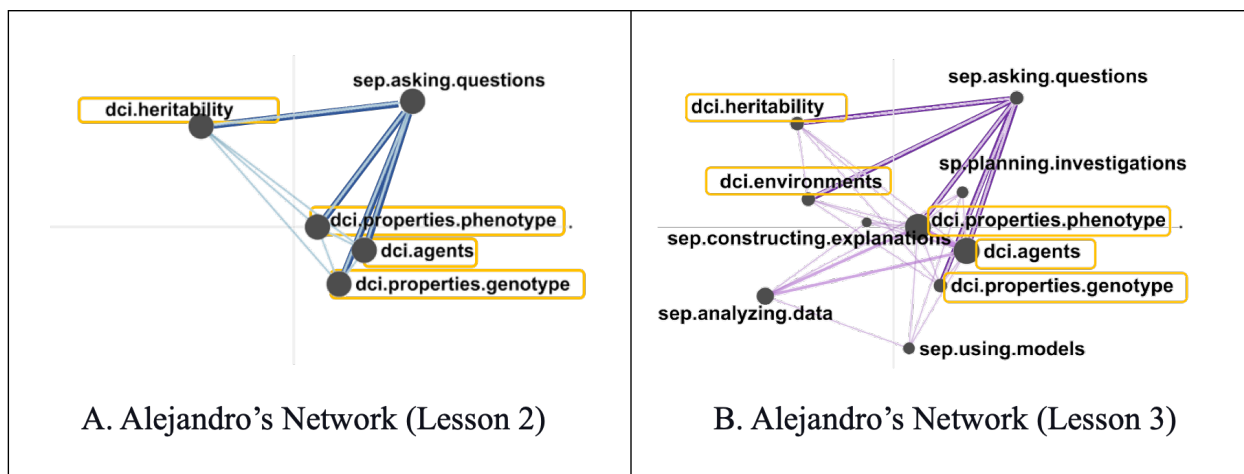 sep.asking.questions
dci.heritability
dci.properties.phenotype
dci.agents
dci.properties.genotype
A. Alejandro’s Network (Lesson 2)
sep.asking.questions
dci.heritability
sp.planning.investigations
dci.environments
dci.properties.phenotype
sep.constructing.explanations
dci.agents
dci.properties.genotype
sep.analyzing.data
sep.using.models
B. Alejandro’s Network (Lesson 3)